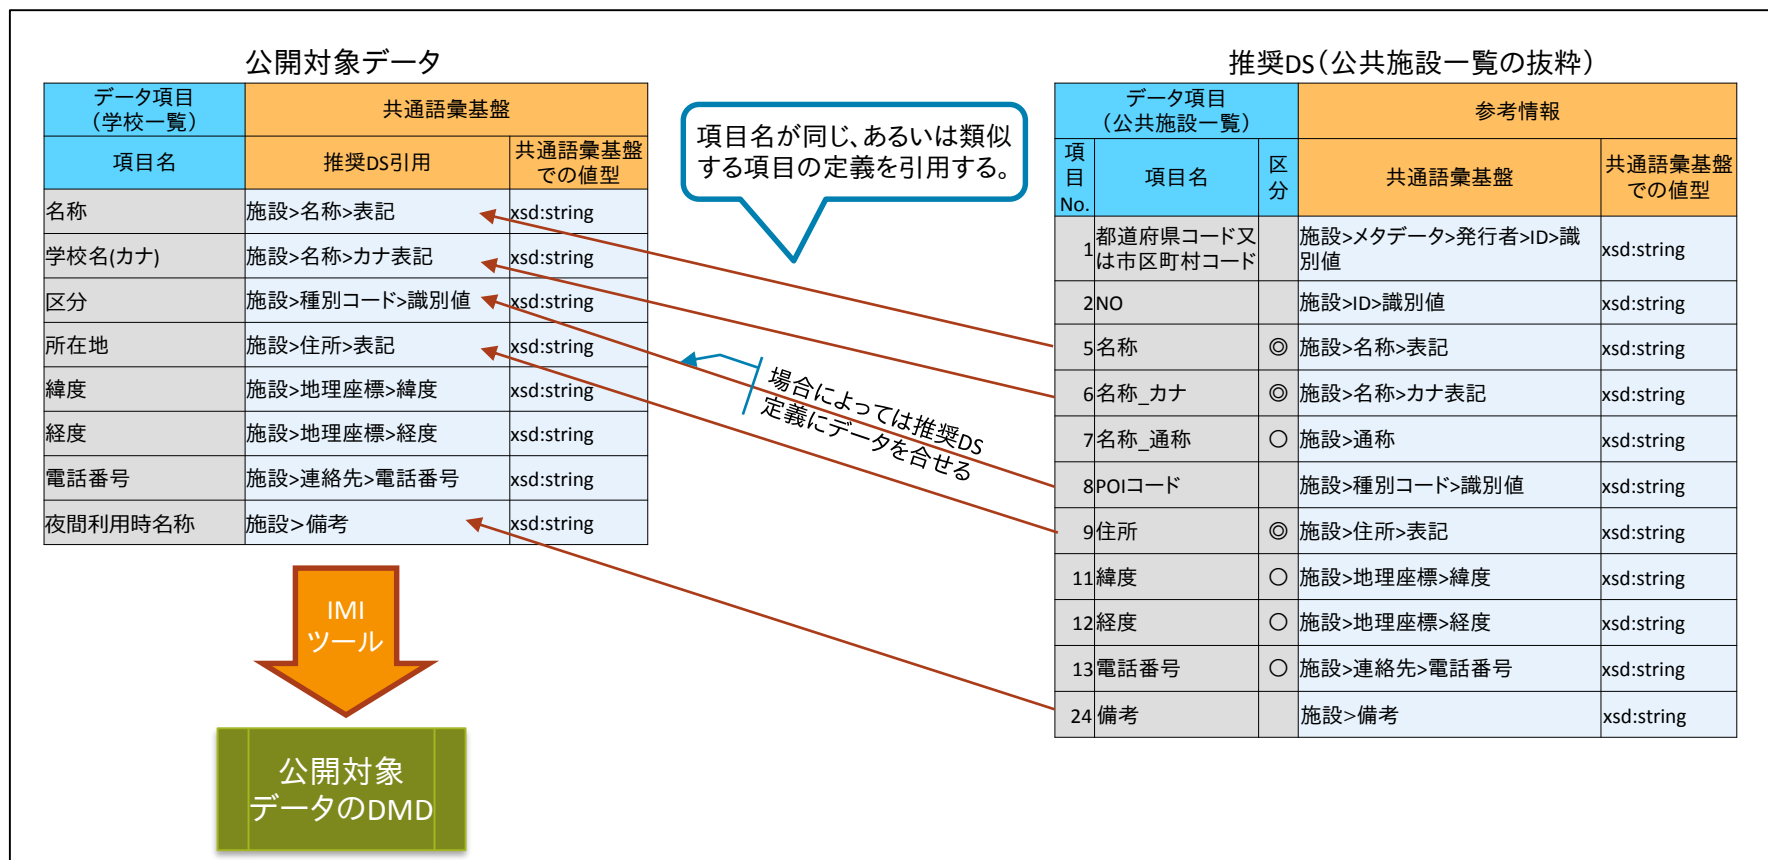 公開対象データ
データ項目
（学校一覧）
共通語彙基盤
項目名
推奨DS引用
共通語彙基盤
での値型
名称
施設>名称>表記
xsd:string
学校名(カナ)
施設>名称>カナ表記
xsd:string
区分
施設>種別コード>識別値
xsd:string
所在地
施設>住所>表記
xsd:string
緯度
施設>地理座標>緯度
xsd:string
経度
施設>地理座標>経度
xsd:string
電話番号
施設>連絡先>電話番号
xsd:string
夜間利用時名称
施設>備考
xsd:string
IMI
ツール
公開対象
データのDMD
項目名が同じ、あるいは類似
する項目の定義を引用する。
場合によっては推奨DS
定義にデータを合せる
推奨DS（公共施設一覧の抜粋）
データ項目
（公共施設一覧）
参考情報
項
目
No.
項目名
区
分
共通語彙基盤
共通語彙基盤
での値型
1
都道府県コード又
は市区町村コード
施設>メタデータ>発行者>ID>識
別値
xsd:string
2
NO
施設>ID>識別値
xsd:string
5
名称
◎
施設>名称>表記
xsd:string
6
名称_カナ
◎
施設>名称>カナ表記
xsd:string
7
名称_通称
○
施設>通称
xsd:string
8
POIコード
施設>種別コード>識別値
xsd:string
9
住所
◎
施設>住所>表記
xsd:string
11
緯度
○
施設>地理座標>緯度
xsd:string
12
経度
○
施設>地理座標>経度
xsd:string
13
電話番号
○
施設>連絡先>電話番号
xsd:string
24
備考
施設>備考
xsd:string